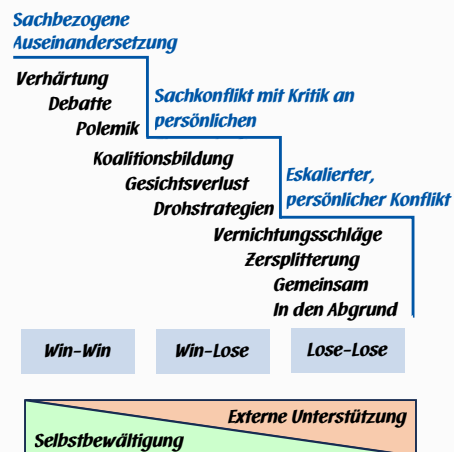 Sachbezogene
Auseinandersetzung
Verhärtung
Debatte
Polemik
Sachkonflikt mit Kritik an
persönlichen
Koalitionsbildung
Gesichtsverlust
Drohstrategien
Eskalierter,
persönlicher Konflikt
Vernichtungsschläge
Zersplitterung
Gemeinsam
In den Abgrund
Win-Win
Win-Lose
Lose-Lose
Externe Unterstützung
Selbstbewältigung